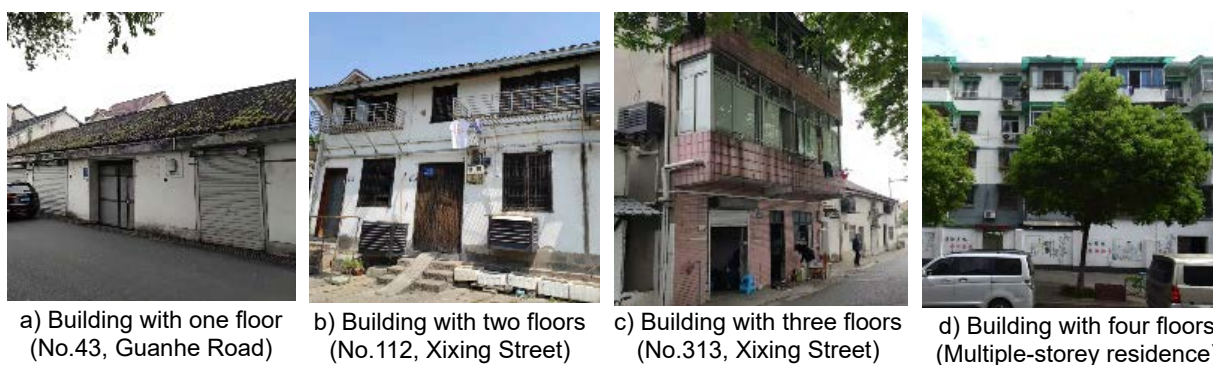 a) Building with one floor
(No.43, Guanhe Road)
b) Building with two floors
(No.112, Xixing Street)
c) Building with three floors
(No.313, Xixing Street)
d) Building with four floors
(Multiple-storey residence